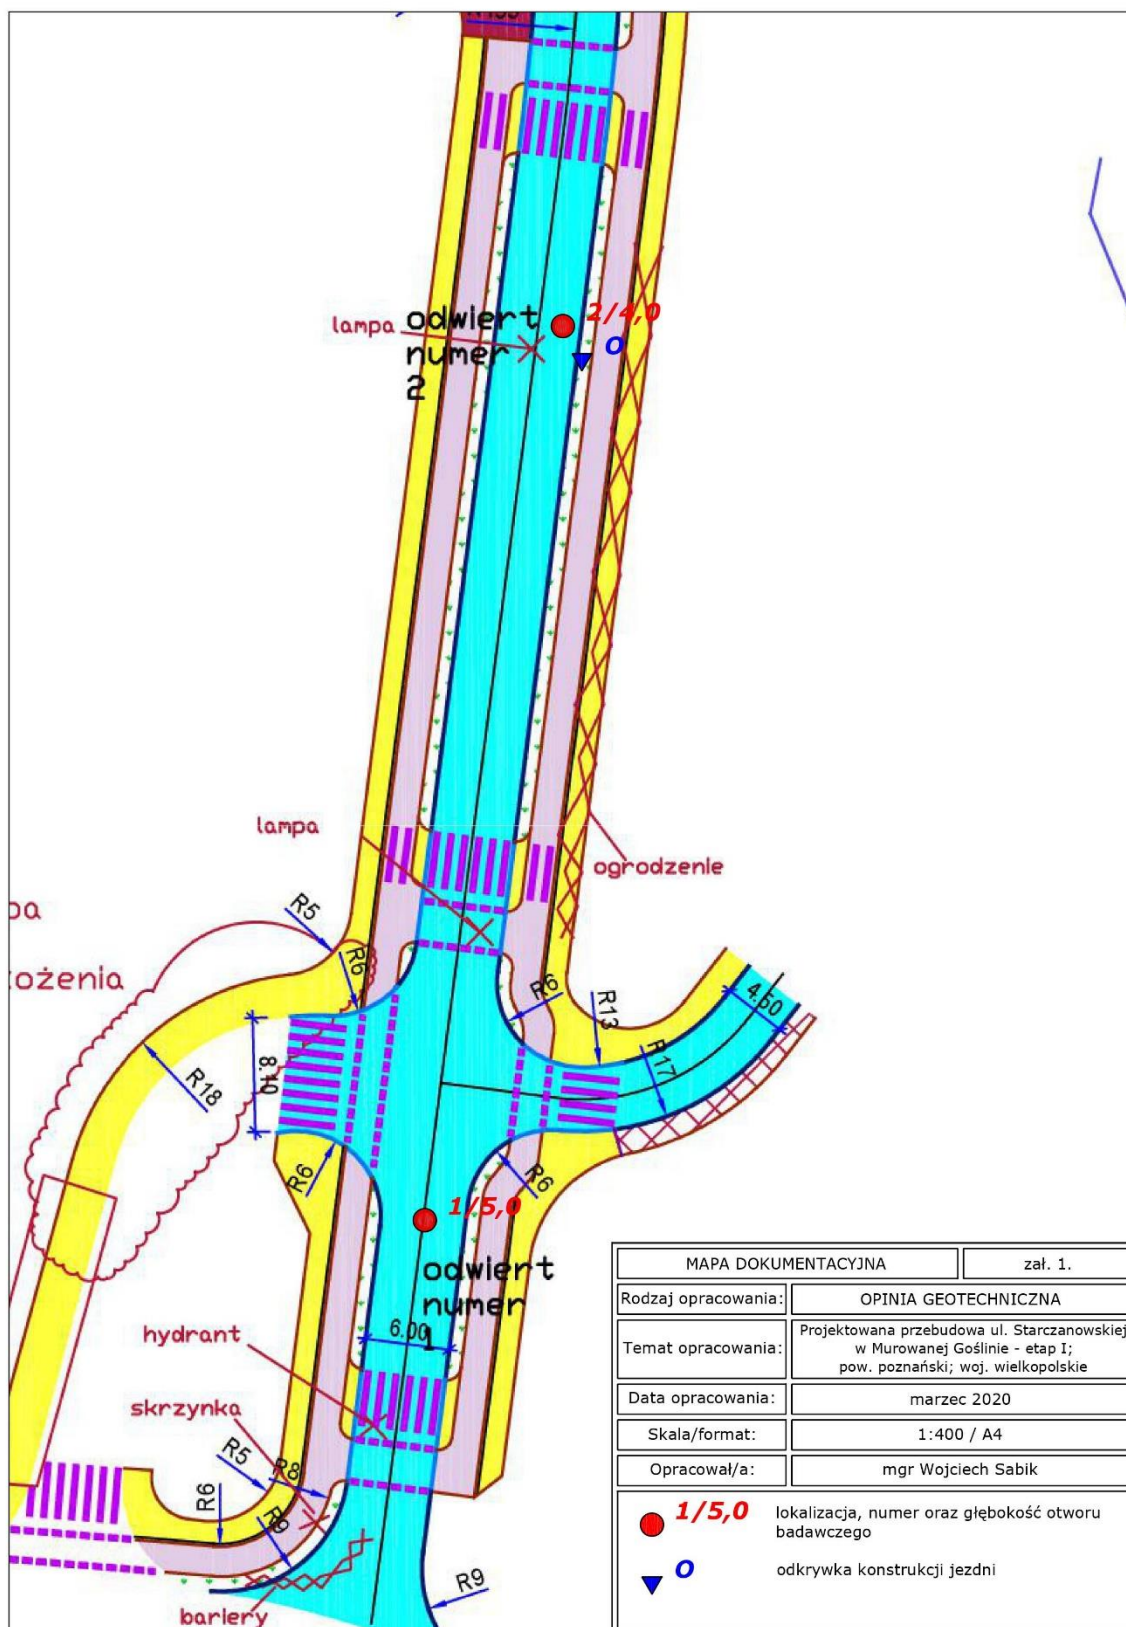 2/4,0
lampa
odwiert
numer
2
O
lampa
ogrodzenie
R5
R6
ożenia
R6
R13
4.50
R17
8.10
R18
R6
R6
1/5,0
odwiert
numer
1
6.00
hydrant
skrzynka
R5
R8
R6
R9
R9
bariery
MAPA DOKUMENTACYJNA
zał. 1.
Rodzaj opracowania:
OPINIA GEOTECHNICZNA
Temat opracowania:
Projektowana przebudowa ul. Starczanowskiej
w Murowanej Goślinie - etap I;
pow. poznański; woj. wielkopolskie
Data opracowania:
marzec 2020
Skala/format:
1:400 / A4
Opracował/a:
mgr Wojciech Sabik
1/5,0
lokalizacja, numer oraz głębokość otworu
badawczego
O
odkrywka konstrukcji jezdni